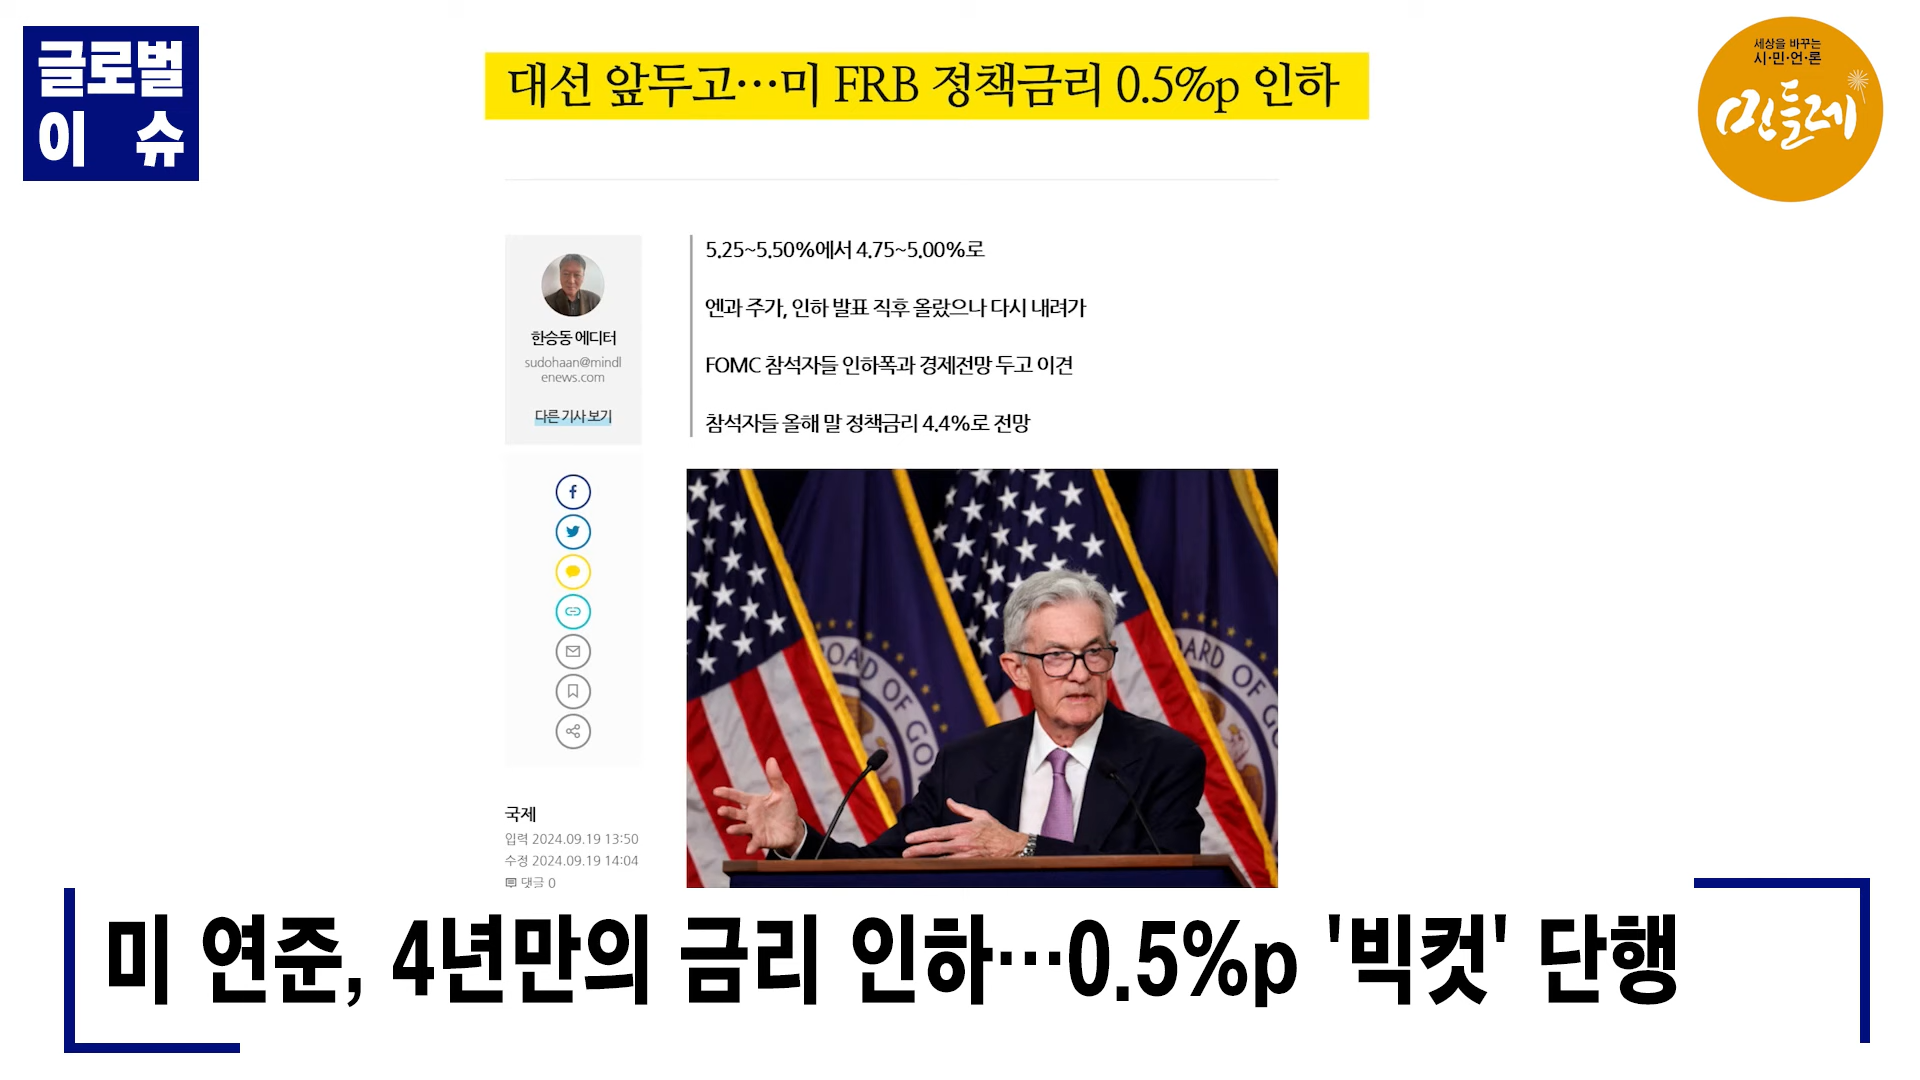 글로벌
이 슈
대선 앞두고…미 FRB 정책금리 0.5%p 인하
세상을 바꾸는
시·민·언·론
민들레
한승동 에디터
sudohaan@mindl
enews.com
다른 기사 보기
5.25~5.50%에서 4.75~5.00%로
엔과 주가, 인하 발표 직후 올랐으나 다시 내려가
FOMC 참석자들 인하폭과 경제전망 두고 이견
참석자들 올해 말 정책금리 4.4%로 전망
OARD OF GO
ARD OF G
국제
입력 2024.09.19 13:50
수정 2024.09.19 14:04
댓글 0
미 연준, 4년만의 금리 인하…0.5%p '빅컷' 단행